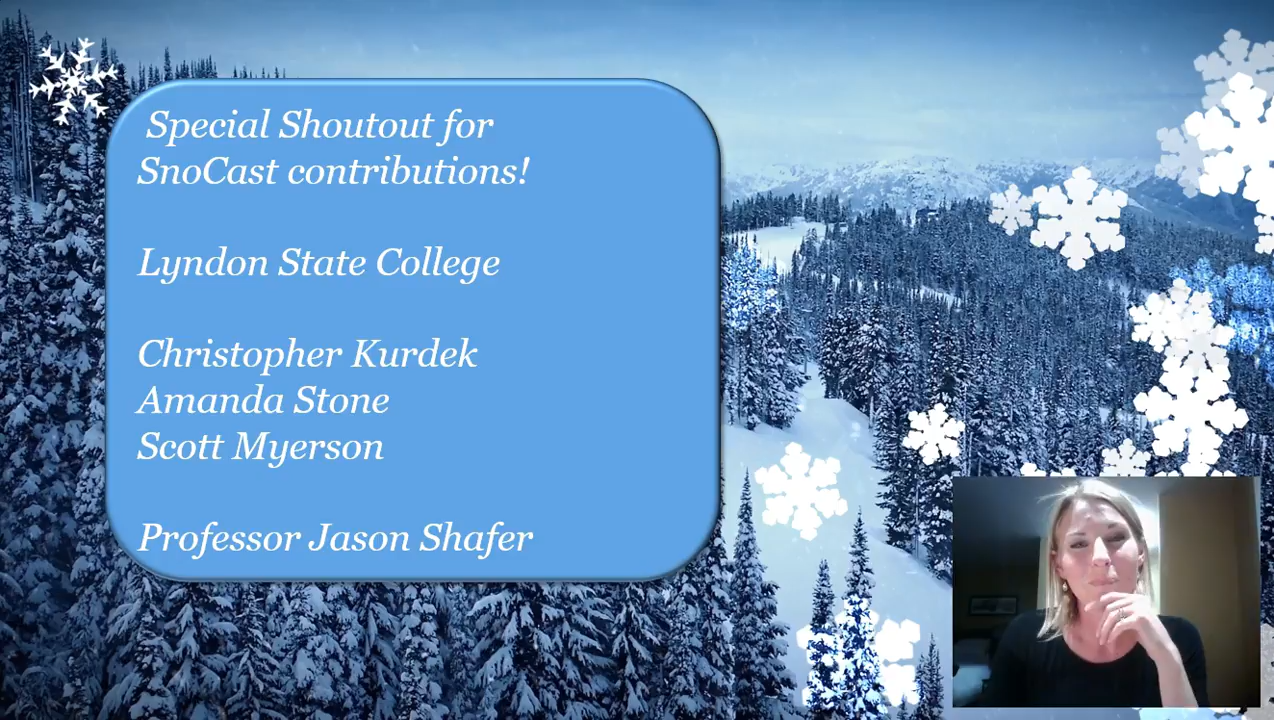 Special Shoutout for
SnoCast contributions!
Lyndon State College
Christopher Kurdek
Amanda Stone
Scott Myerson
Professor Jason Shafer